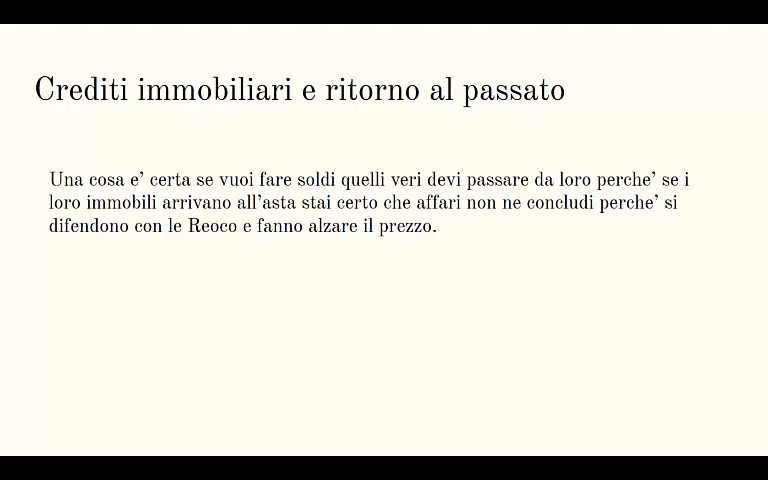 Crediti immobiliari e ritorno al passato
Una cosa e’ certa se vuoi fare soldi quelli veri devi passare da loro perche’ se i
loro immobili arrivano all’asta stai certo che affari non ne concludi perche’ si
difendono con le Reoco e fanno alzare il prezzo.